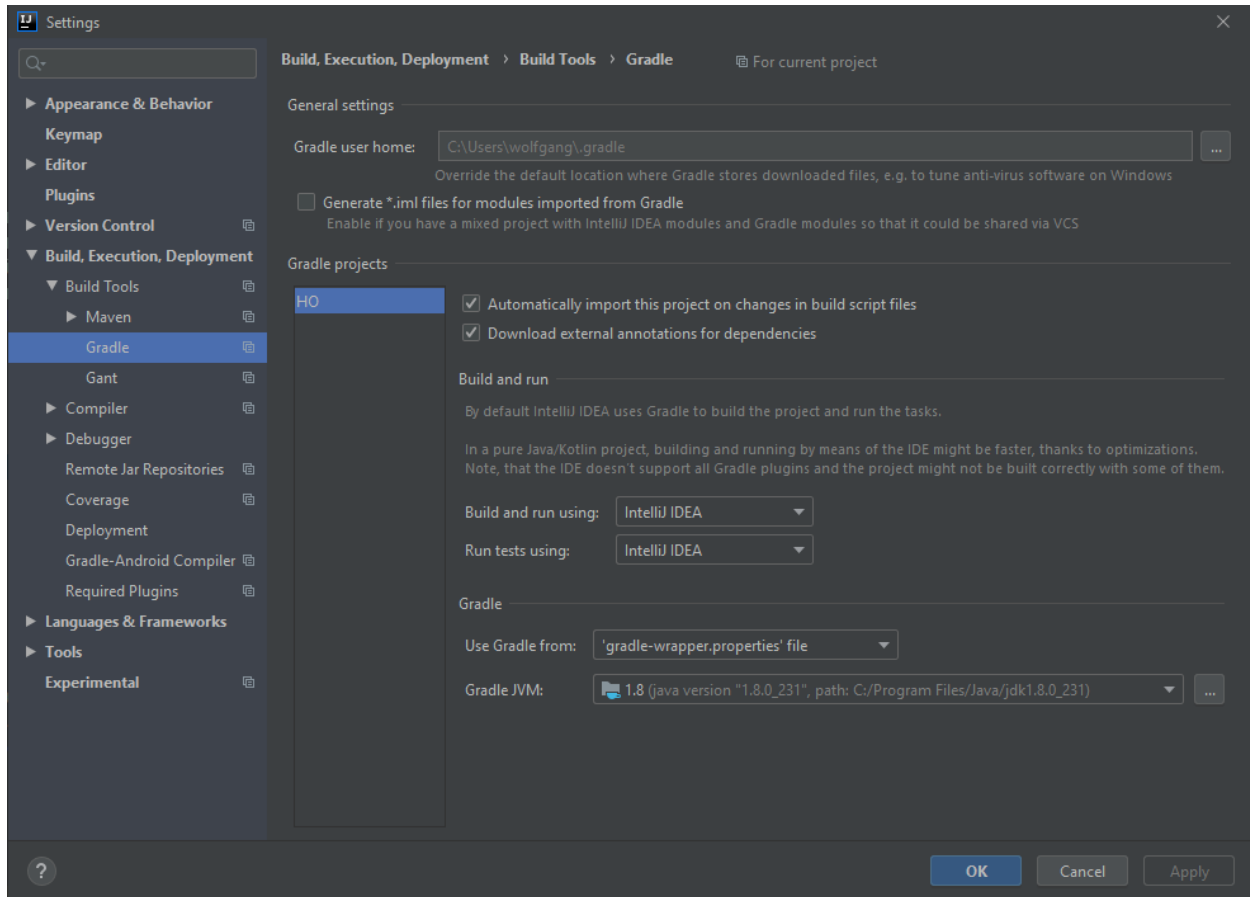 IJ Settings
Appearance & Behavior
Keymap
Editor
Plugins
Version Control
Build, Execution, Deployment
Build Tools
Maven
Gradle
Gant
Compiler
Debugger
Remote Jar Repositories
Coverage
Deployment
Gradle-Android Compiler
Required Plugins
Languages & Frameworks
Tools
Experimental
Build, Execution, Deployment › Build Tools › Gradle For current project
General settings
Gradle user home: C:\Users\wolfgang\.gradle ...
Override the default location where Gradle stores downloaded files, e.g. to tune anti-virus software on Windows
Generate *.iml files for modules imported from Gradle
Enable if you have a mixed project with IntelliJ IDEA modules and Gradle modules so that it could be shared via VCS
Gradle projects
HO
Automatically import this project on changes in build script files
Download external annotations for dependencies
Build and run
By default IntelliJ IDEA uses Gradle to build the project and run the tasks.
In a pure Java/Kotlin project, building and running by means of the IDE might be faster, thanks to optimizations.
Note, that the IDE doesn't support all Gradle plugins and the project might not be built correctly with some of them.
Build and run using: IntelliJ IDEA
Run tests using: IntelliJ IDEA
Gradle
Use Gradle from: 'gradle-wrapper.properties' file
Gradle JVM: 1.8 (java version "1.8.0_231", path: C:/Program Files/Java/jdk1.8.0_231) ...
? OK Cancel Apply